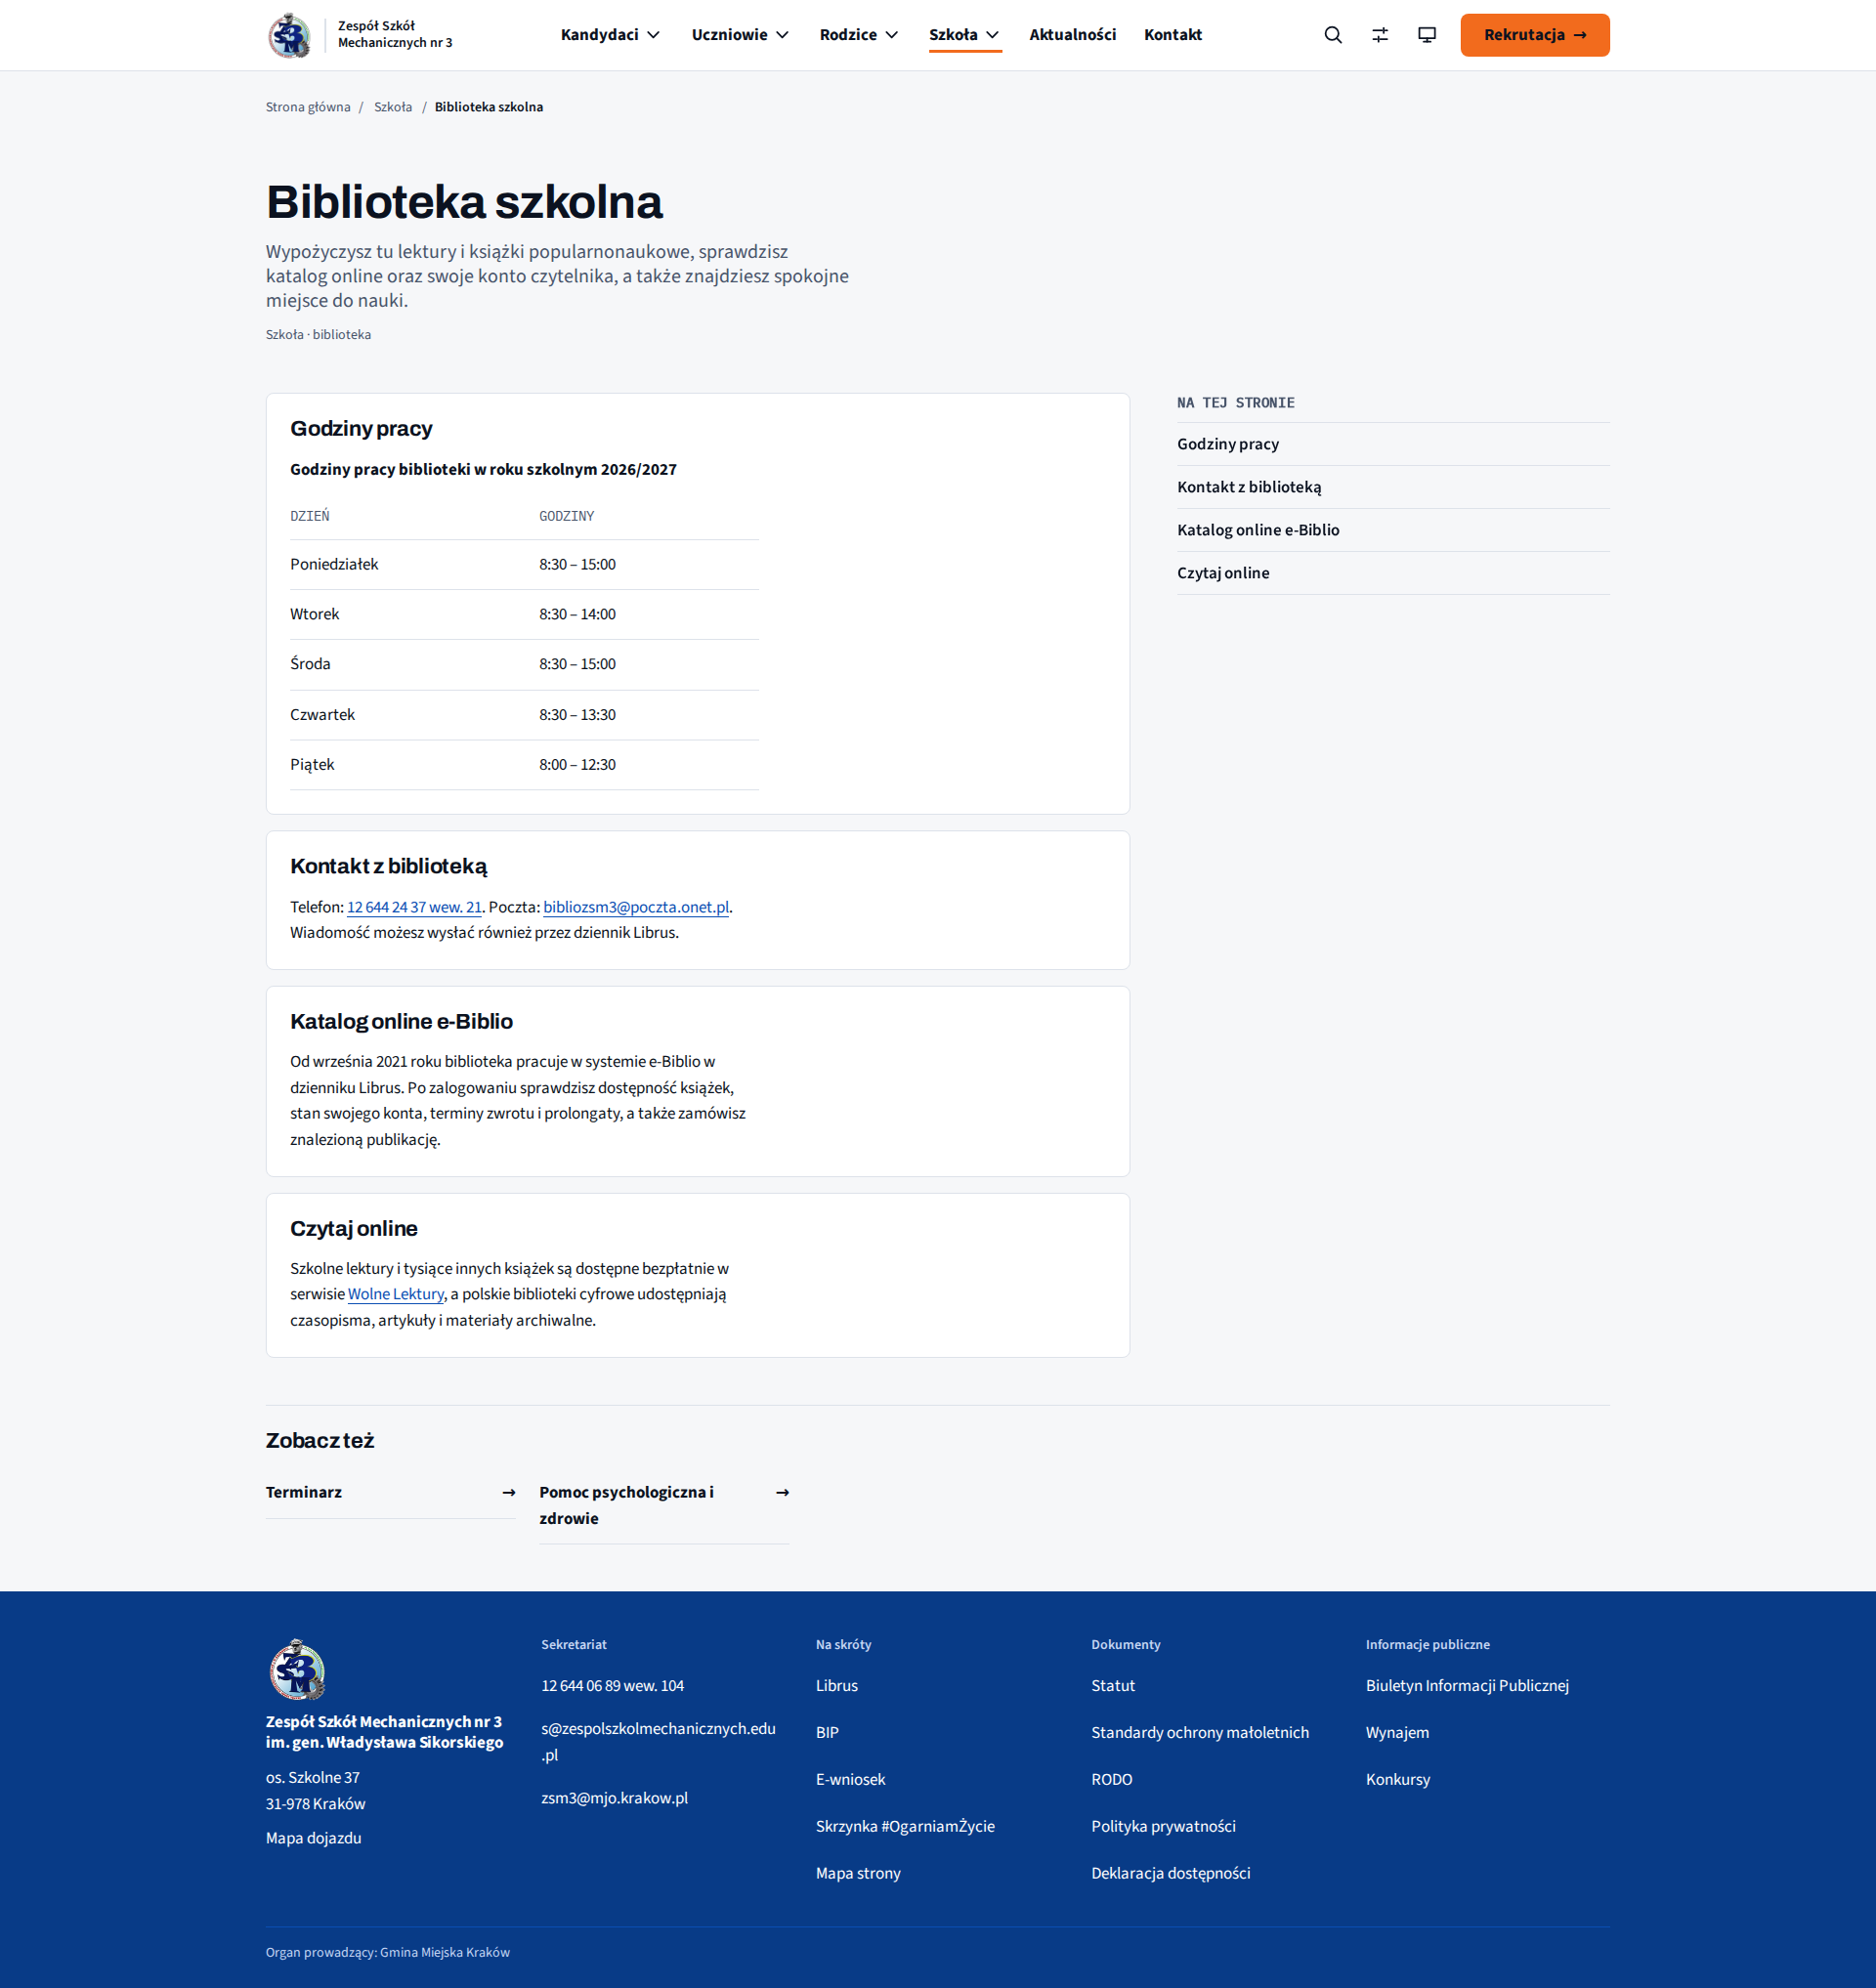 Zespół Szkół
Mechanicznych nr 3
Kandydaci
Uczniowie
Rodzice
Szkoła
Aktualności
Kontakt
Rekrutacja →
Strona główna / Szkoła / Biblioteka szkolna
Biblioteka szkolna
Wypożyczysz tu lektury i książki popularnonaukowe, sprawdzisz
katalog online oraz swoje konto czytelnika, a także znajdziesz spokojne
miejsce do nauki.
Szkoła · biblioteka
Godziny pracy
Godziny pracy biblioteki w roku szkolnym 2026/2027
DZIEŃ GODZINY
Poniedziałek 8:30 – 15:00
Wtorek 8:30 – 14:00
Środa 8:30 – 15:00
Czwartek 8:30 – 13:30
Piątek 8:00 – 12:30
Kontakt z biblioteką
Telefon: 12 644 24 37 wew. 21. Poczta: bibliozsm3@poczta.onet.pl.
Wiadomość możesz wysłać również przez dziennik Librus.
Katalog online e-Biblio
Od września 2021 roku biblioteka pracuje w systemie e-Biblio w
dzienniku Librus. Po zalogowaniu sprawdzisz dostępność książek,
stan swojego konta, terminy zwrotu i prolongaty, a także zamówisz
znalezioną publikację.
Czytaj online
Szkolne lektury i tysiące innych książek są dostępne bezpłatnie w
serwisie Wolne Lektury, a polskie biblioteki cyfrowe udostępniają
czasopisma, artykuły i materiały archiwalne.
NA TEJ STRONIE
Godziny pracy
Kontakt z biblioteką
Katalog online e-Biblio
Czytaj online
Zobacz też
Terminarz →
Pomoc psychologiczna i →
zdrowie
Zespół Szkół Mechanicznych nr 3
im. gen. Władysława Sikorskiego
os. Szkolne 37
31-978 Kraków
Mapa dojazdu
Sekretariat
12 644 06 89 wew. 104
s@zespolszkolmechanicznych.edu
.pl
zsm3@mjo.krakow.pl
Na skróty
Librus
BIP
E-wniosek
Skrzynka #OgarniamŻycie
Mapa strony
Dokumenty
Statut
Standardy ochrony małoletnich
RODO
Polityka prywatności
Deklaracja dostępności
Informacje publiczne
Biuletyn Informacji Publicznej
Wynajem
Konkursy
Organ prowadzący: Gmina Miejska Kraków